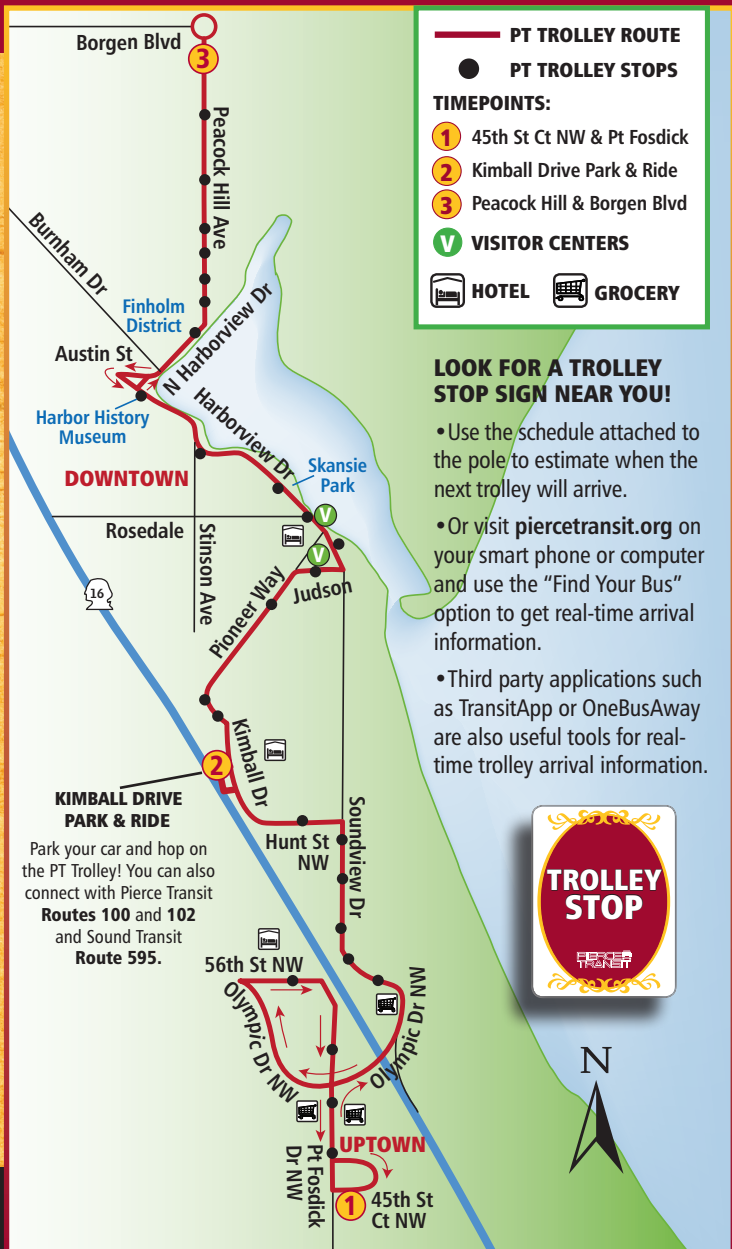 Borgen Blvd
3
Peacock Hill Ave
Burnham Dr
Finholm
District
Austin St
N Harborview Dr
Harbor History
Museum
Harborview Dr
DOWNTOWN
Skansie
Park
V
Rosedale
Stinson Ave
V
Judson
16
Pioneer Way
Kimball Dr
2
KIMBALL DRIVE
PARK & RIDE
Park your car and hop on
the PT Trolley! You can also
connect with Pierce Transit
Routes 100 and 102
and Sound Transit
Route 595.
Hunt St
NW
Soundview Dr
56th St NW
Olympic Dr NW
Olympic Dr NW
UPTOWN
Pt Fosdick
Dr NW
1
45th St
Ct NW
PT TROLLEY ROUTE
PT TROLLEY STOPS
TIMEPOINTS:
1 45th St Ct NW & Pt Fosdick
2 Kimball Drive Park & Ride
3 Peacock Hill & Borgen Blvd
V VISITOR CENTERS
HOTEL GROCERY
LOOK FOR A TROLLEY
STOP SIGN NEAR YOU!
•Use the schedule attached to
the pole to estimate when the
next trolley will arrive.
•Or visit piercetransit.org on
your smart phone or computer
and use the “Find Your Bus”
option to get real-time arrival
information.
•Third party applications such
as TransitApp or OneBusAway
are also useful tools for real-
time trolley arrival information.
TROLLEY
STOP
PIERCE
TRANSIT
N